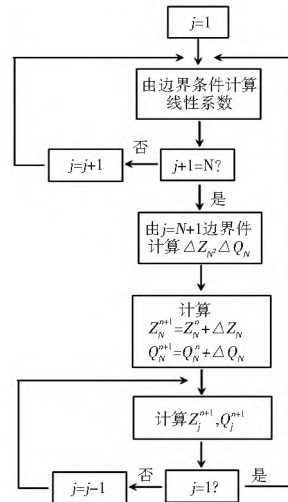 j=1
由边界条件计算
线性系数
否
j=j+1
j+1=N?
是
由j=N+1边界件
计算△Z_N,△Q_N
计算
Z_N^{n+1}=Z_N^n+△Z_N
Q_N^{n+1}=Q_N^n+△Q_N
计算Z_j^{n+1},Q_j^{n+1}
否
是
j=j-1
j=1?